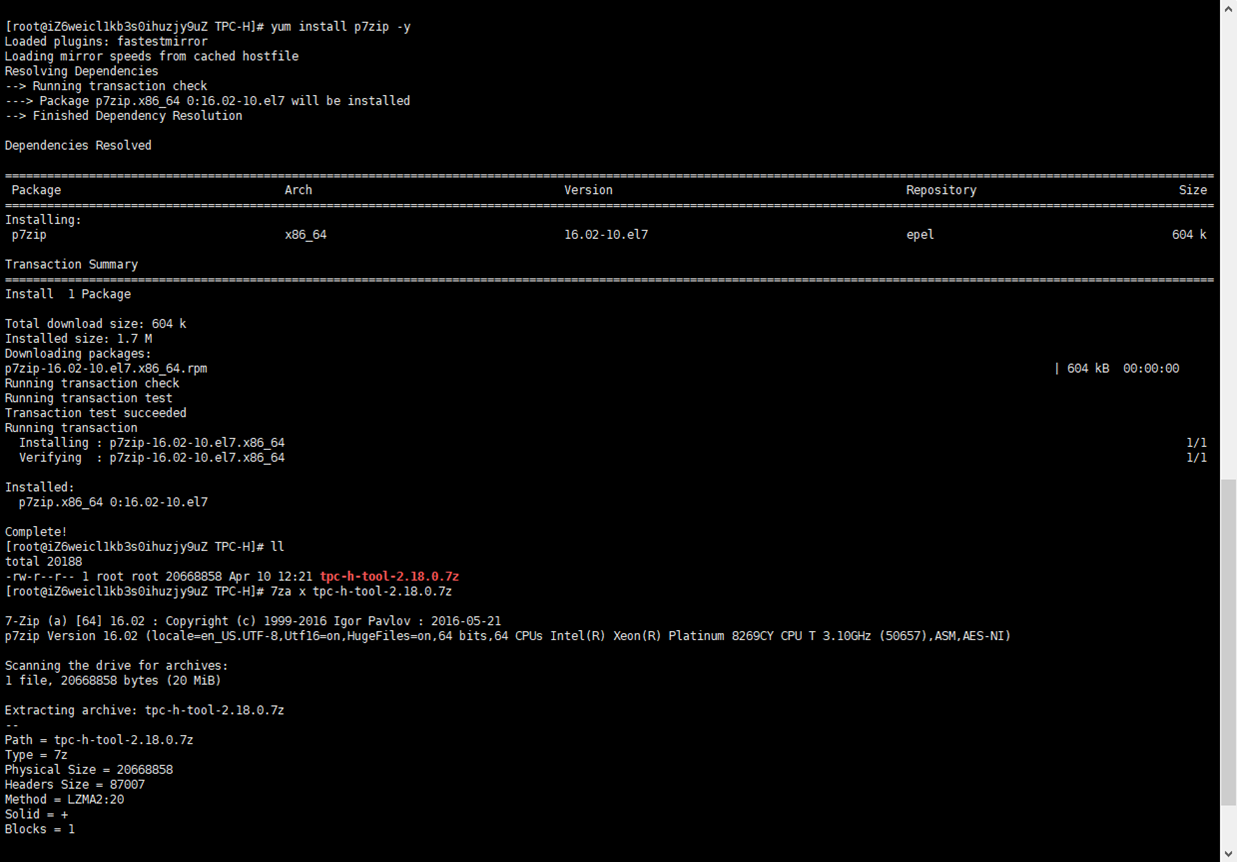 [root@iZ6weicl1kb3s0ihuzjy9uZ TPC-H]# yum install p7zip -y
Loaded plugins: fastestmirror
Loading mirror speeds from cached hostfile
Resolving Dependencies
--> Running transaction check
---> Package p7zip.x86_64 0:16.02-10.el7 will be installed
--> Finished Dependency Resolution
Dependencies Resolved
Package Arch Version Repository Size
Installing:
p7zip x86_64 16.02-10.el7 epel 604 k
Transaction Summary
Install 1 Package
Total download size: 604 k
Installed size: 1.7 M
Downloading packages:
p7zip-16.02-10.el7.x86_64.rpm | 604 kB 00:00:00
Running transaction check
Running transaction test
Transaction test succeeded
Running transaction
Installing : p7zip-16.02-10.el7.x86_64 1/1
Verifying : p7zip-16.02-10.el7.x86_64 1/1
Installed:
p7zip.x86_64 0:16.02-10.el7
Complete!
[root@iZ6weicl1kb3s0ihuzjy9uZ TPC-H]# ll
total 20188
-rw-r--r-- 1 root root 20668858 Apr 10 12:21 tpc-h-tool-2.18.0.7z
[root@iZ6weicl1kb3s0ihuzjy9uZ TPC-H]# 7za x tpc-h-tool-2.18.0.7z
7-Zip (a) [64] 16.02 : Copyright (c) 1999-2016 Igor Pavlov : 2016-05-21
p7zip Version 16.02 (locale=en_US.UTF-8,Utf16=on,HugeFiles=on,64 bits,64 CPUs Intel(R) Xeon(R) Platinum 8269CY CPU T 3.10GHz (50657),ASM,AES-NI)
Scanning the drive for archives:
1 file, 20668858 bytes (20 MiB)
Extracting archive: tpc-h-tool-2.18.0.7z
--
Path = tpc-h-tool-2.18.0.7z
Type = 7z
Physical Size = 20668858
Headers Size = 87007
Method = LZMA2:20
Solid = +
Blocks = 1